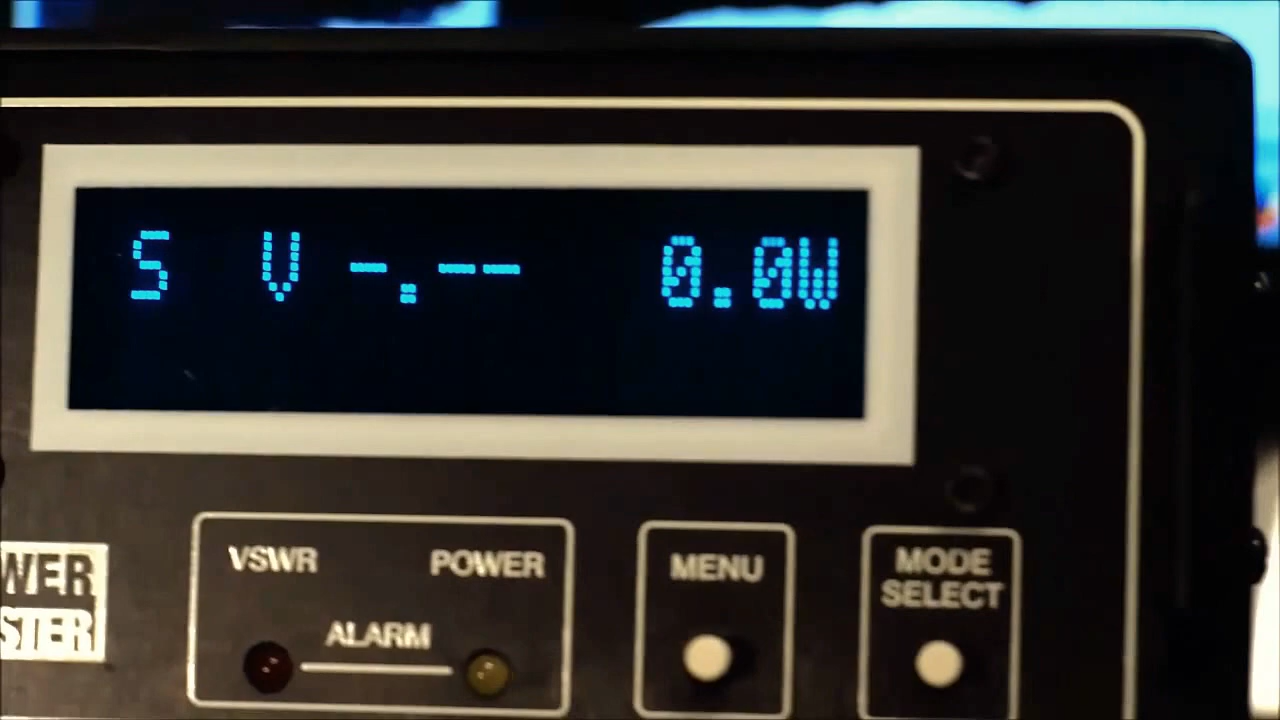 S V -.-- 0.0W
WER
STER
VSWR POWER
ALARM
MENU
MODE
SELECT